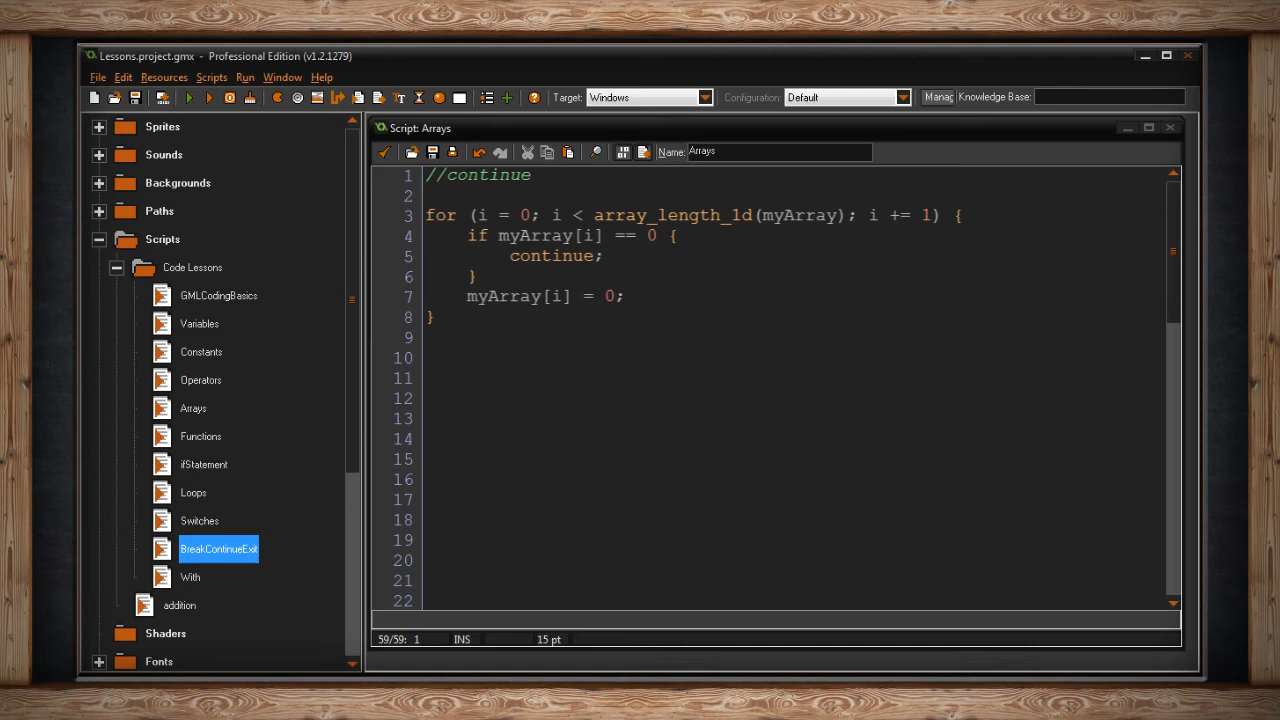 Lessons.project.gmx - Professional Edition (v1.2.1279)
File Edit Resources Scripts Run Window Help
Target: Windows Configuration: Default Manag Knowledge Base:
Sprites
Sounds
Backgrounds
Paths
Scripts
Code Lessons
GMLCodingBasics
Variables
Constants
Operators
Arrays
Functions
ifStatement
Loops
Switches
BreakContinueExit
With
addition
Shaders
Fonts
Script: Arrays
Name: Arrays
1 //continue
2
3 for (i = 0; i < array_length_1d(myArray); i += 1) {
4 if myArray[i] == 0 {
5 continue;
6 }
7 myArray[i] = 0;
8 }
9
10
11
12
13
14
15
16
17
18
19
20
21
22
59/59: 1 INS 15 pt